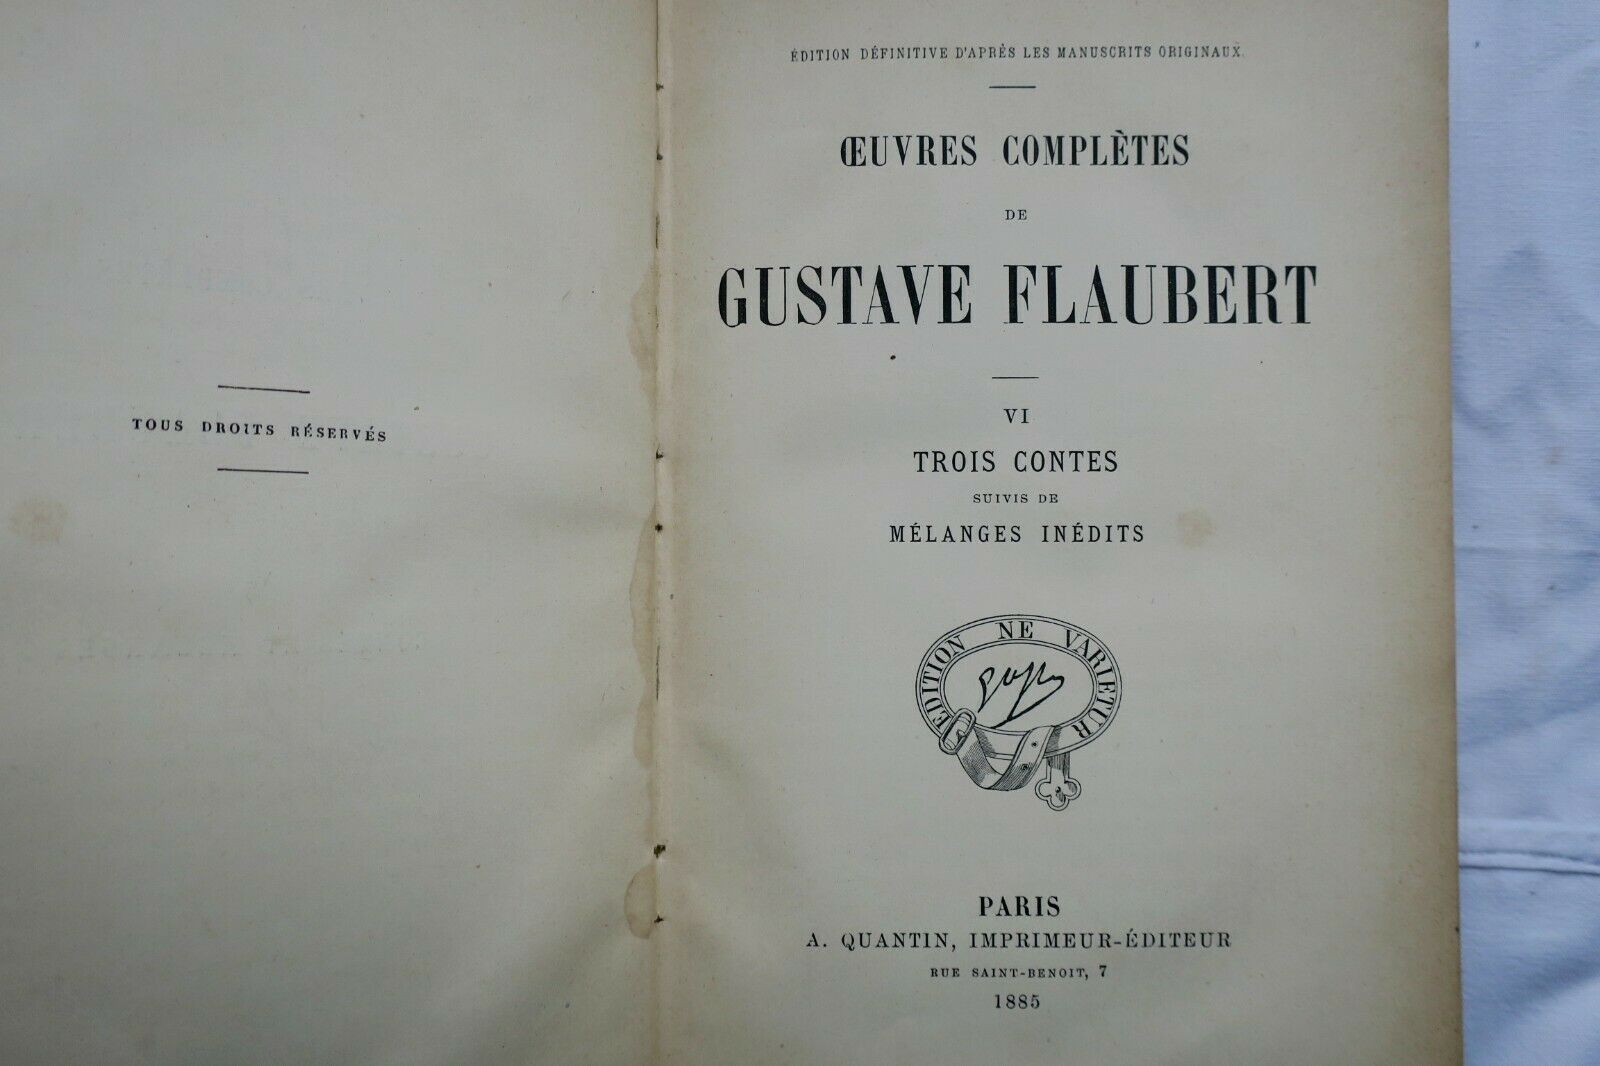 TOUS DROITS RÉSERVÉS
ÉDITION DÉFINITIVE D'APRÈS LES MANUSCRITS ORIGINAUX.
ŒUVRES COMPLÈTES
DE
GUSTAVE FLAUBERT
VI
TROIS CONTES
SUIVIS DE
MÉLANGES INÉDITS
EDITION NE VARIETUR
PARIS
A. QUANTIN, IMPRIMEUR-ÉDITEUR
RUE SAINT-BENOIT, 7
1885